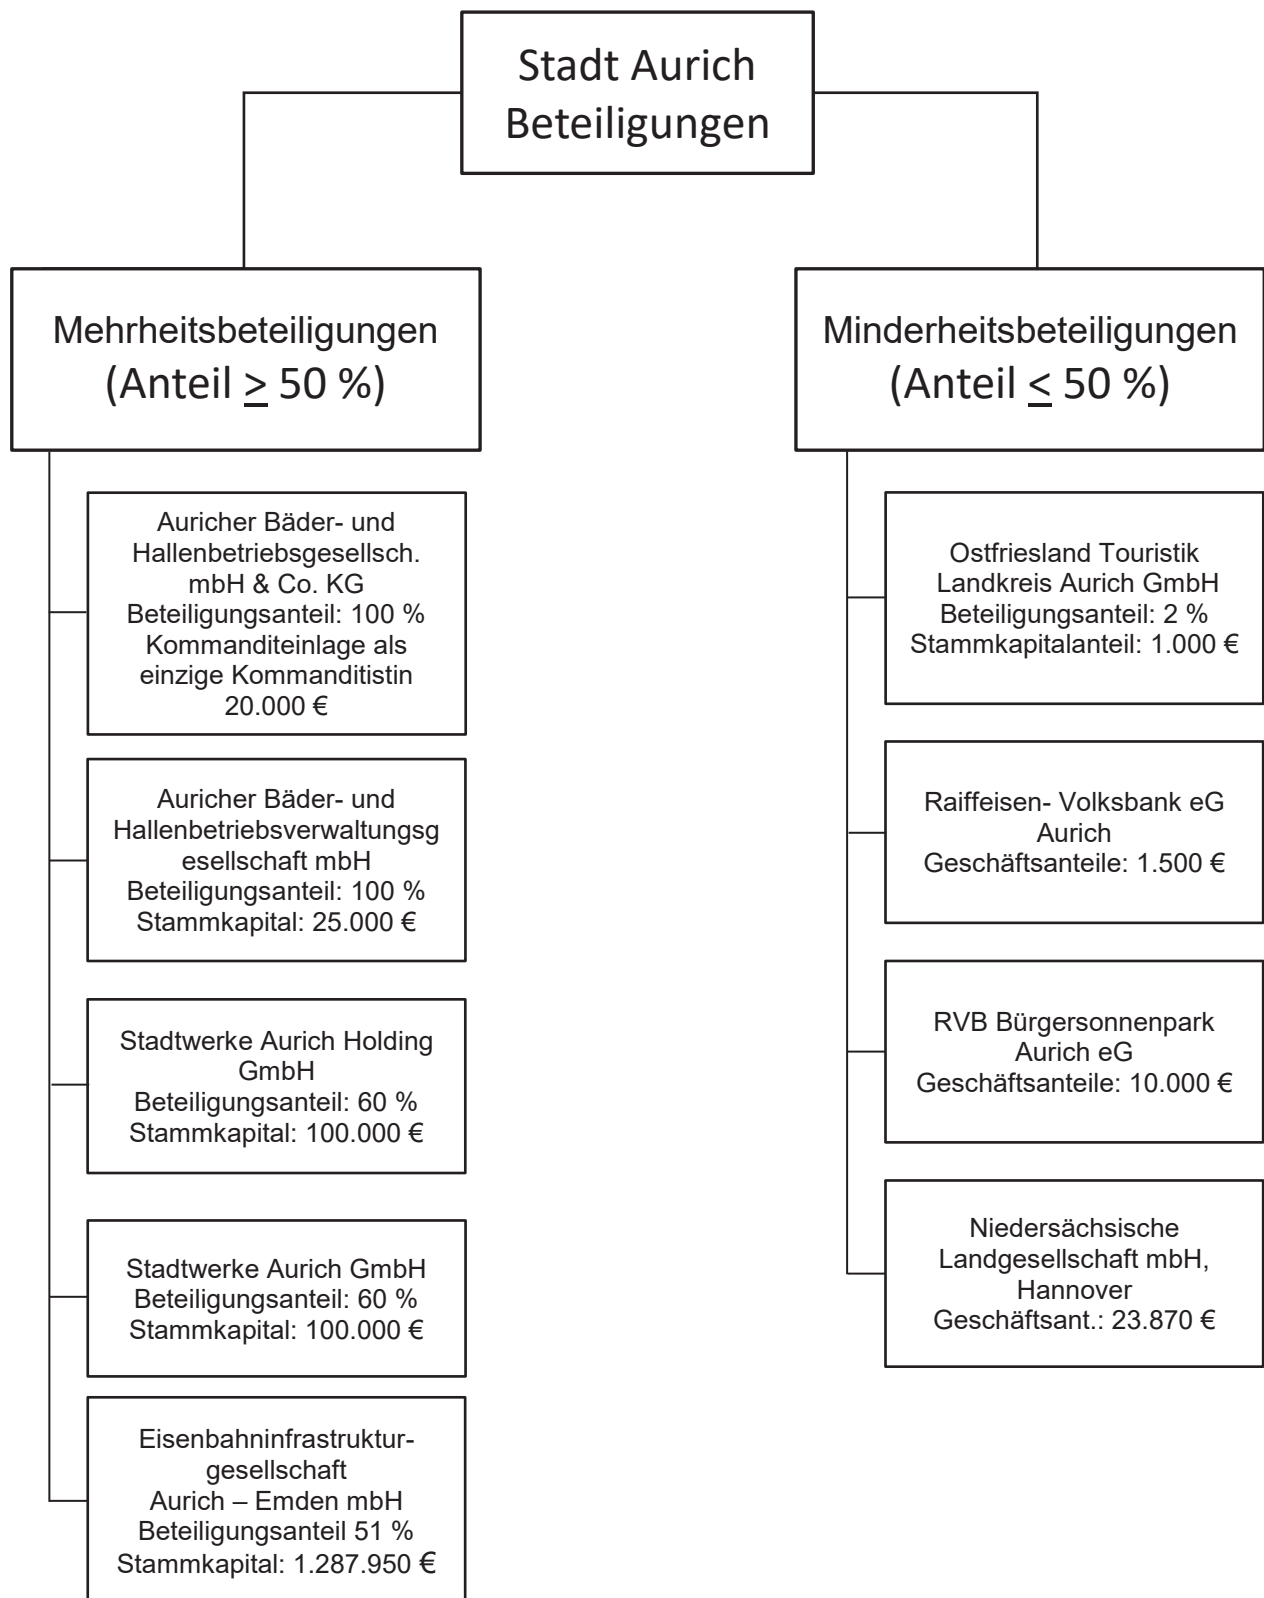 Stadt Aurich
Beteiligungen
Mehrheitsbeteiligungen
(Anteil ≥ 50 %)
Auricher Bäder- und
Hallenbetriebsgesellsch.
mbH & Co. KG
Beteiligungsanteil: 100 %
Kommanditeinlage als
einzige Kommanditistin
20.000 €
Auricher Bäder- und
Hallenbetriebsverwaltungsg
esellschaft mbH
Beteiligungsanteil: 100 %
Stammkapital: 25.000 €
Stadtwerke Aurich Holding
GmbH
Beteiligungsanteil: 60 %
Stammkapital: 100.000 €
Stadtwerke Aurich GmbH
Beteiligungsanteil: 60 %
Stammkapital: 100.000 €
Eisenbahninfrastruktur-
gesellschaft
Aurich – Emden mbH
Beteiligungsanteil 51 %
Stammkapital: 1.287.950 €
Minderheitsbeteiligungen
(Anteil ≤ 50 %)
Ostfriesland Touristik
Landkreis Aurich GmbH
Beteiligungsanteil: 2 %
Stammkapitalanteil: 1.000 €
Raiffeisen- Volksbank eG
Aurich
Geschäftsanteile: 1.500 €
RVB Bürgersonnenpark
Aurich eG
Geschäftsanteile: 10.000 €
Niedersächsische
Landgesellschaft mbH,
Hannover
Geschäftsant.: 23.870 €